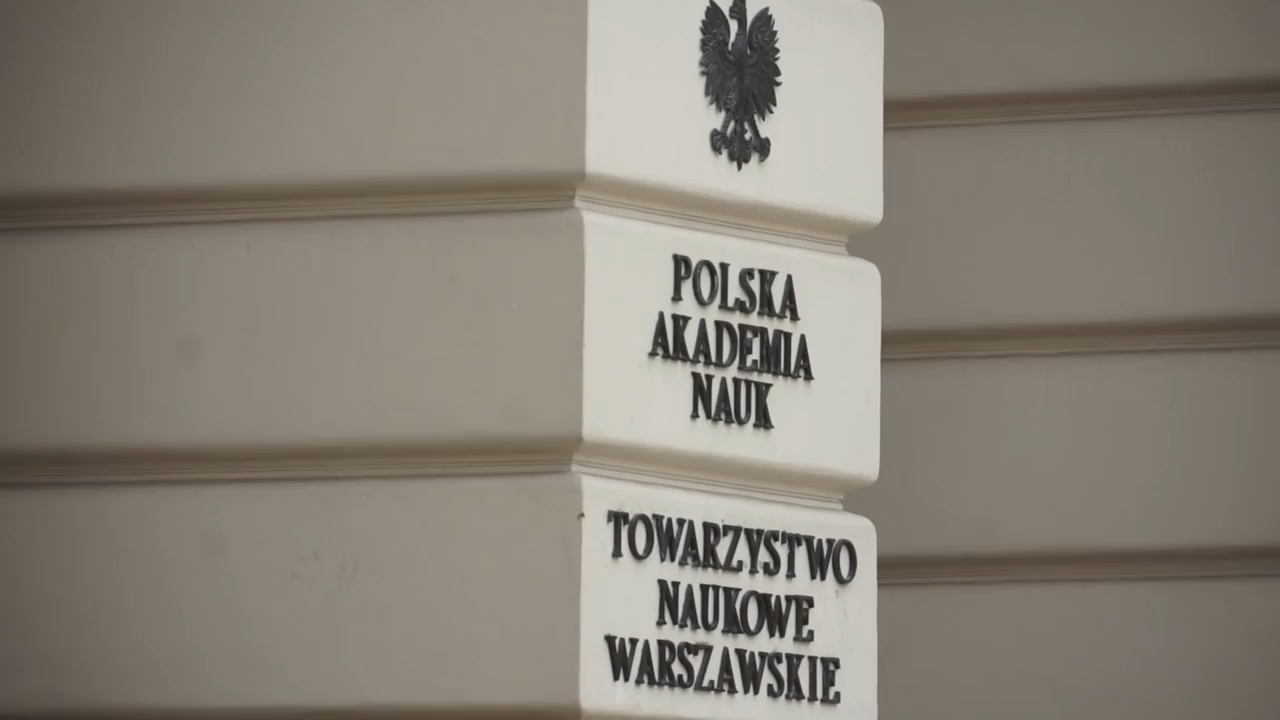 POLSKA
AKADEMIA
NAUK
TOWARZYSTWO
NAUKOWE
WARSZAWSKIE